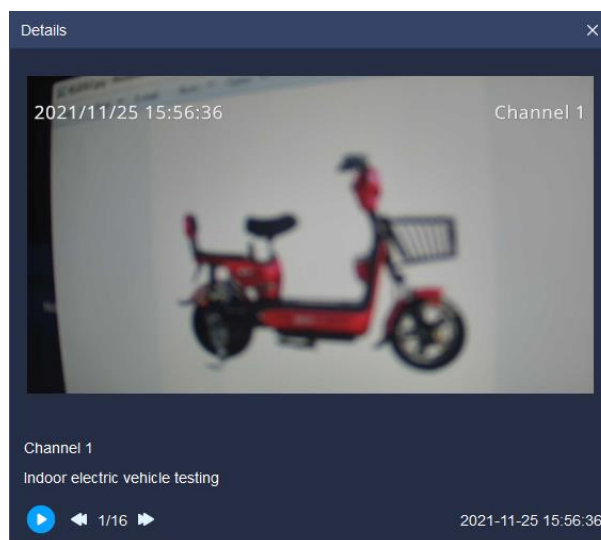 Details
2021/11/25 15:56:36
Channel 1
Channel 1
Indoor electric vehicle testing
1/16
2021-11-25 15:56:36